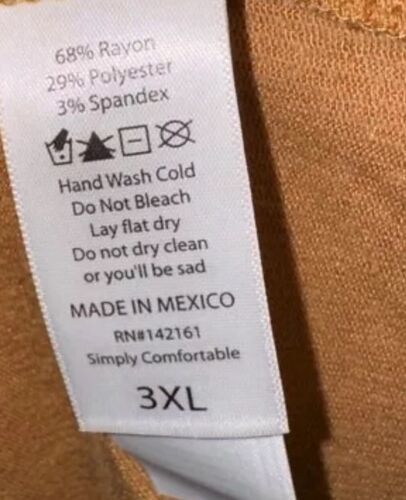 68% Rayon
29% Polyester
3% Spandex
Hand Wash Cold
Do Not Bleach
Lay flat dry
Do not dry clean
or you'll be sad
MADE IN MEXICO
RN#142161
Simply Comfortable
3XL